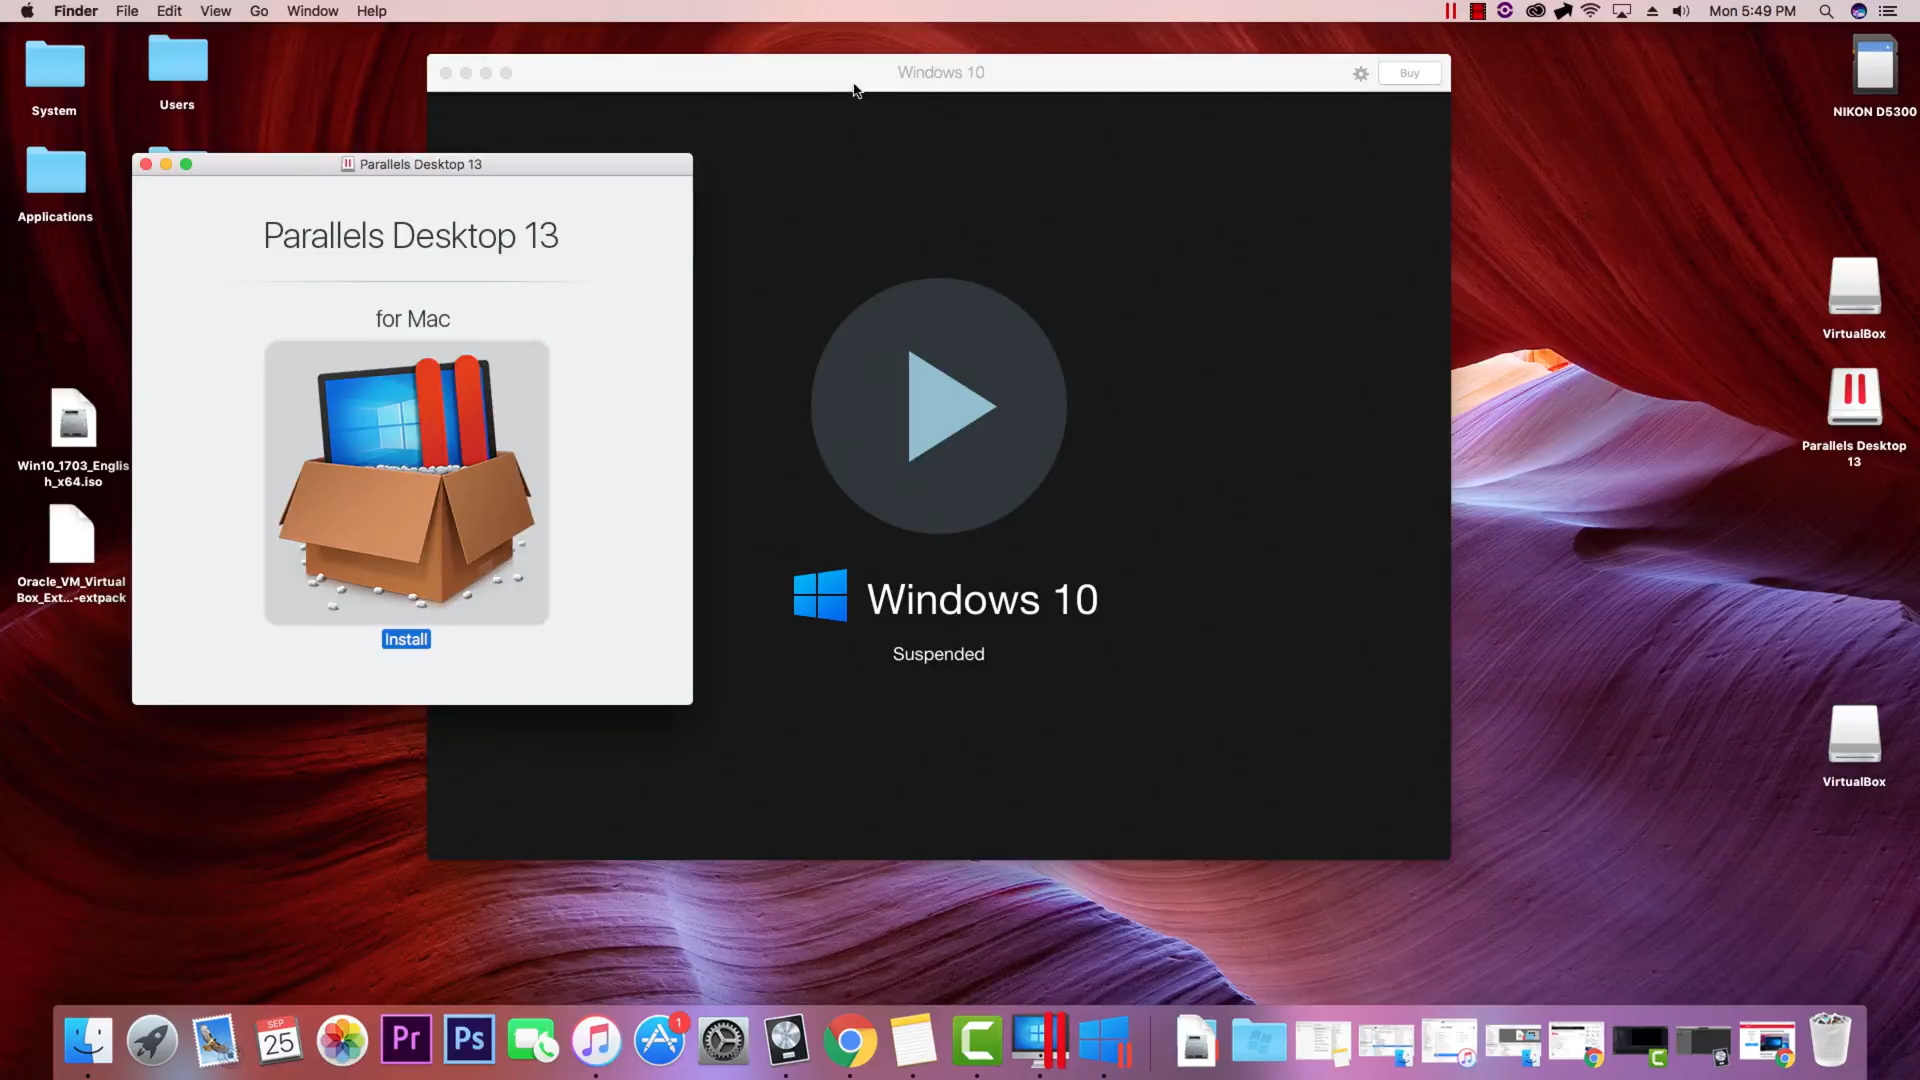 Finder File Edit View Go Window Help
Mon 5:49 PM
System
Users
Applications
Win10_1703_Englis
h_x64.iso
Oracle_VM_Virtual
Box_Ext...-extpack
Parallels Desktop 13
Parallels Desktop 13
for Mac
Install
Windows 10
Buy
Windows 10
Suspended
NIKON D5300
VirtualBox
Parallels Desktop
13
VirtualBox
SEP
25
Pr
Ps
1